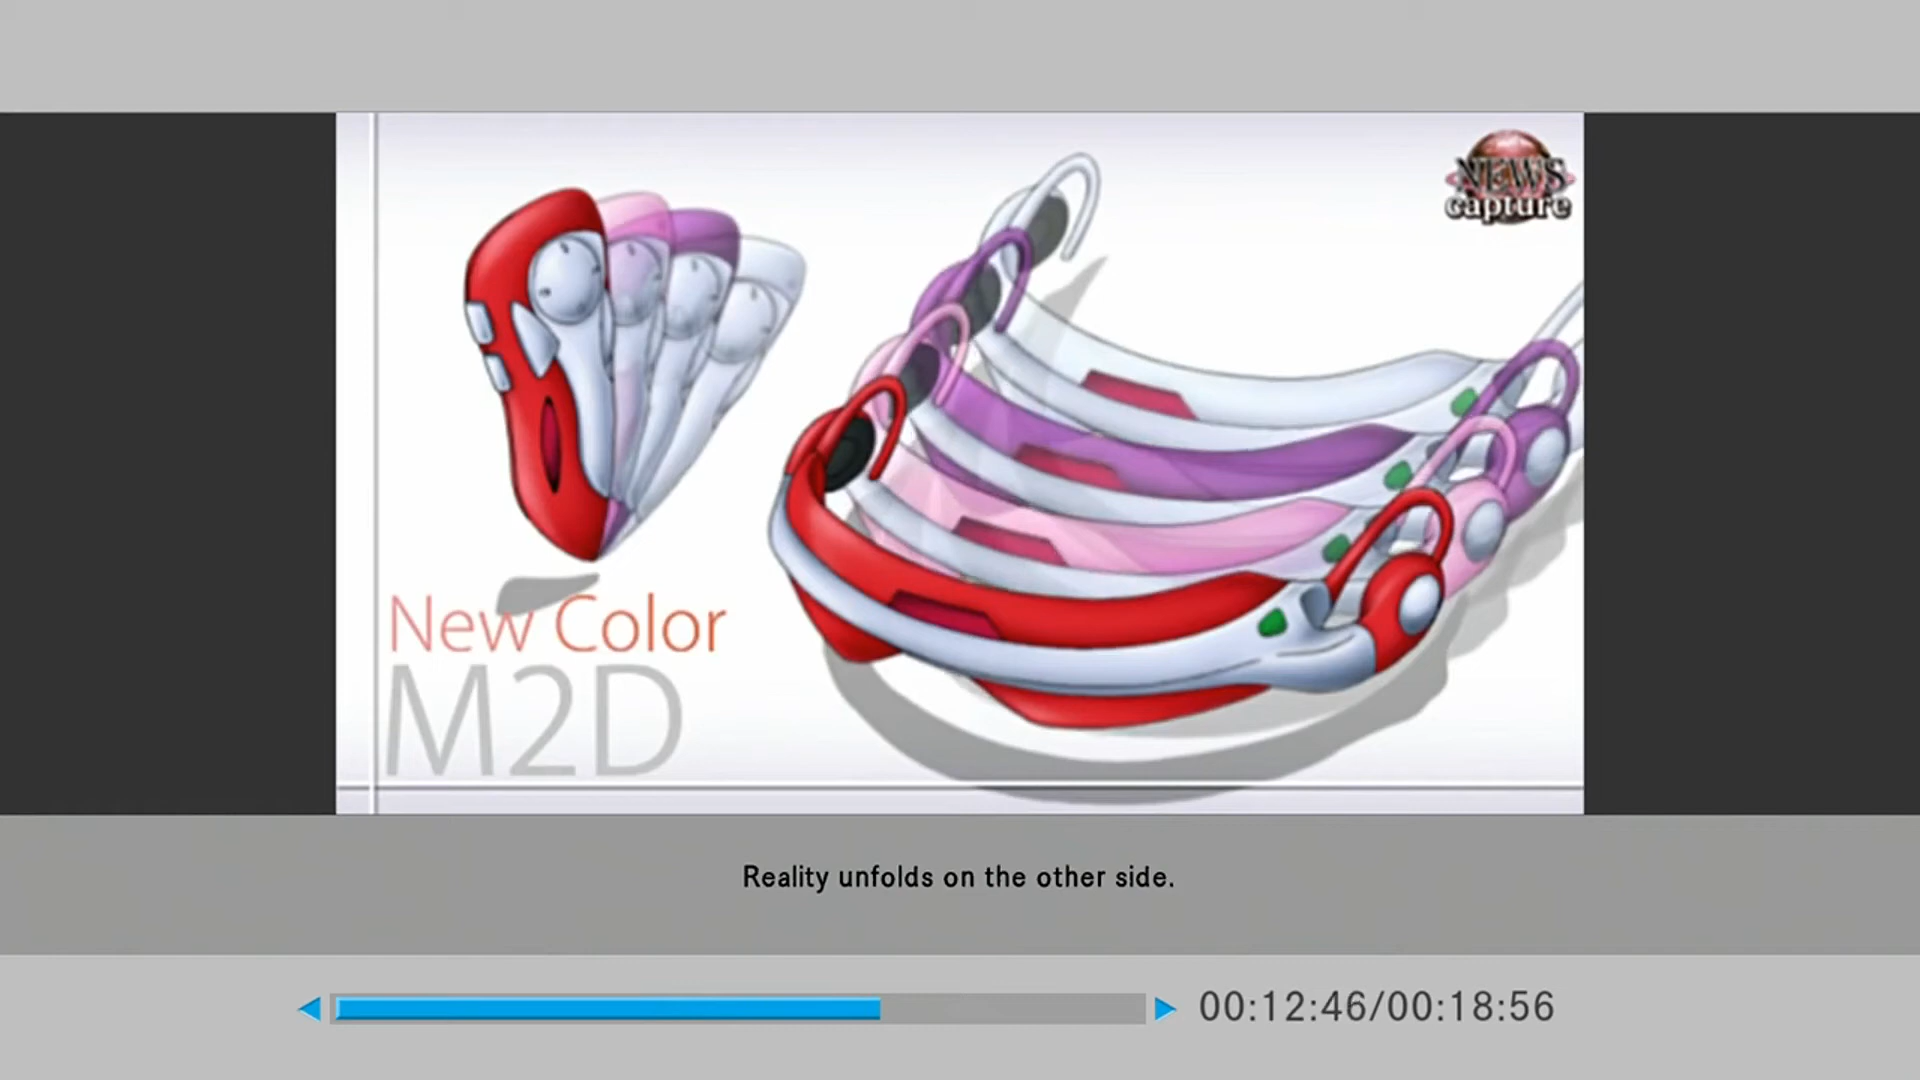 NEWS
capture
New Color
M2D
Reality unfolds on the other side.
00:12:46/00:18:56